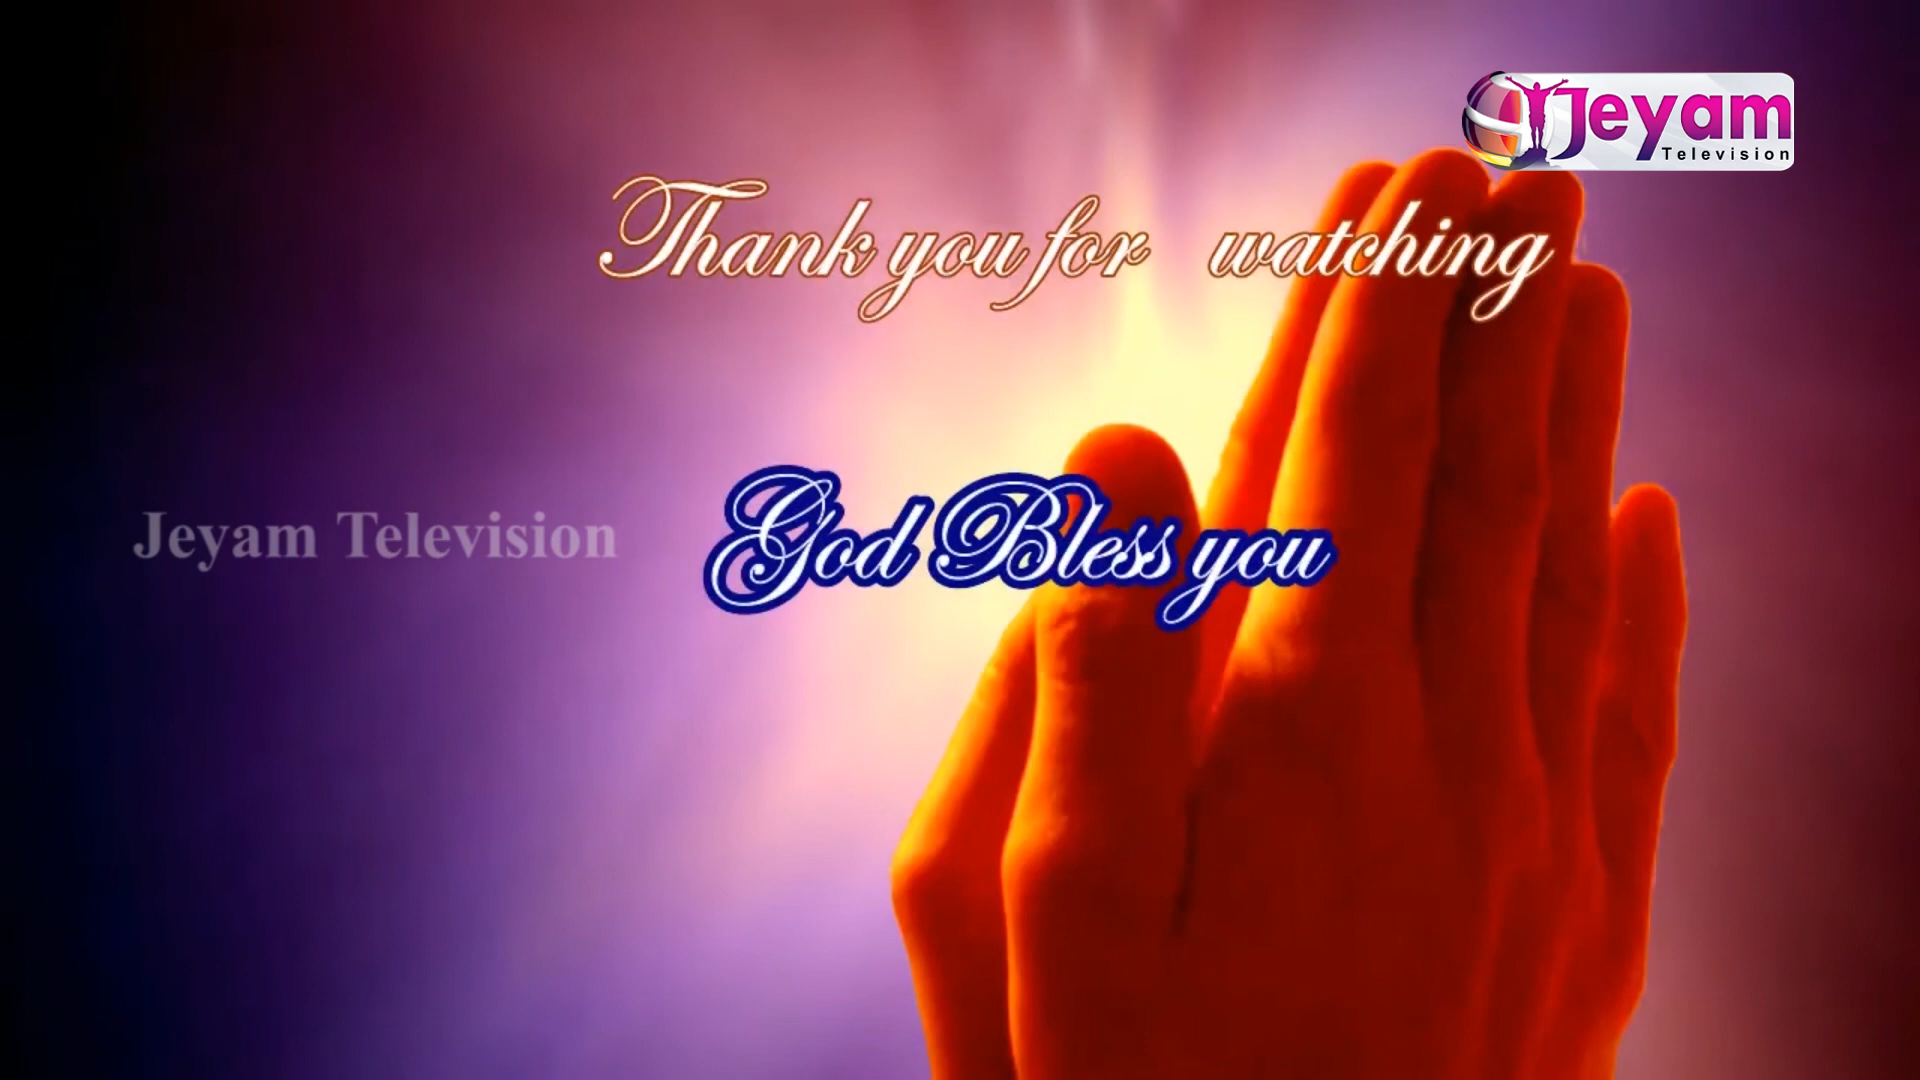 Jeyam
Television
Thank you for watching
Jeyam Television
God Bless you